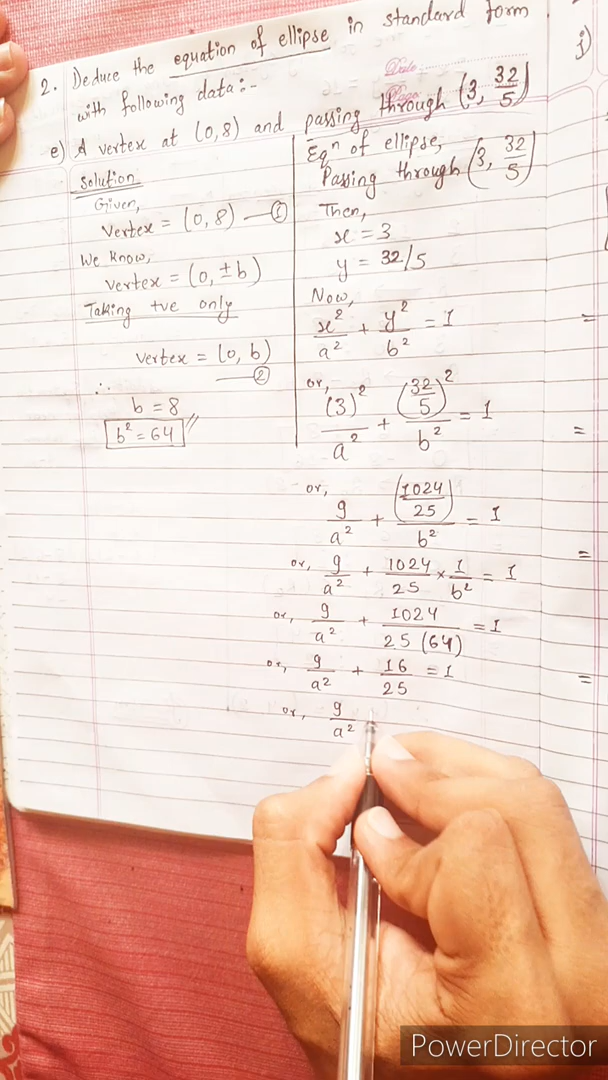 2. Deduce the equation of ellipse in standard form
with following data:-
Date
Page
e) A vertex at (0,8) and passing through (3, 32/5)
Solution
Given,
Vertex = (0,8) —①
We Know,
vertex = (0, ±b)
Taking +ve only
vertex = (0, b)
—②
∴
b = 8
b² = 64 //
Eqⁿ of ellipse,
Passing through (3, 32/5)
Then,
x = 3
y = 32/5
Now,
x²/a² + y²/b² = 1
or, (3)²/a² + (32/5)²/b² = 1
or, 9/a² + (1024/25)/b² = 1
or, 9/a² + 1024/25 × 1/b² = 1
or, 9/a² + 1024/25(64) = 1
or, 9/a² + 16/25 = 1
or, 9/a²
=
=
=
=
PowerDirector